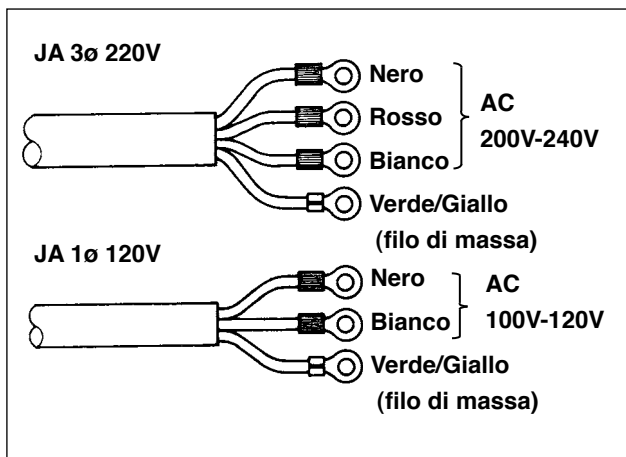 JA 3ø 220V
Nero
Rosso
Bianco
AC
200V-240V
Verde/Giallo
(filo di massa)
JA 1ø 120V
Nero
Bianco
AC
100V-120V
Verde/Giallo
(filo di massa)